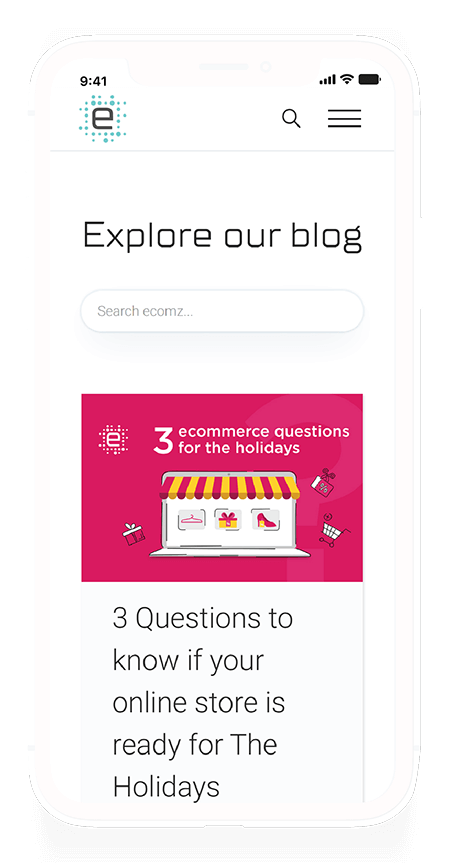 9:41
e
Explore our blog
Search ecomz...
e
3 ecommerce questions
for the holidays
%
?
3 Questions to
know if your
online store is
ready for The
Holidays